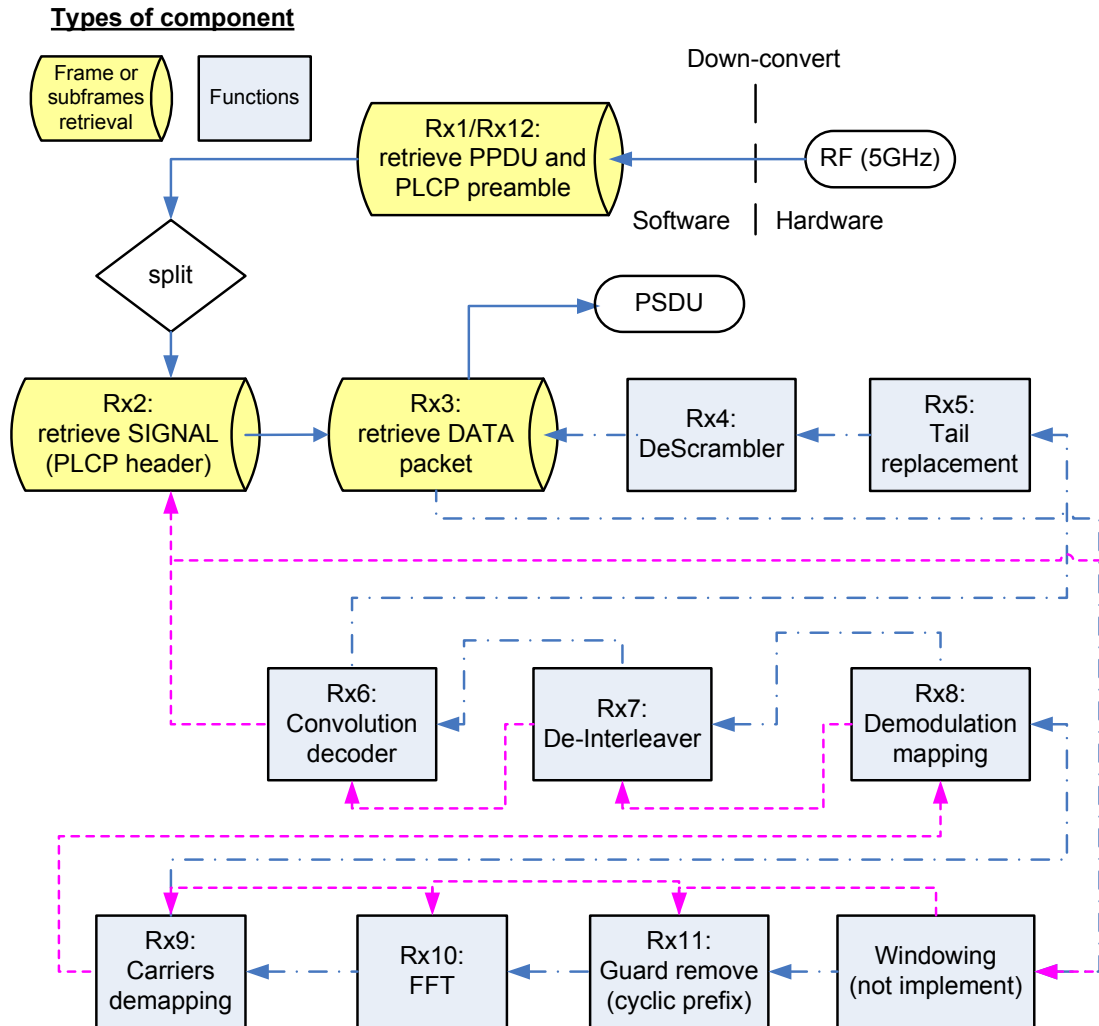 Types of component
Frame or
subframes
retrieval
Functions
Down-convert
Rx1/Rx12:
retrieve PPDU and
PLCP preamble
RF (5GHz)
Software
Hardware
split
PSDU
Rx2:
retrieve SIGNAL
(PLCP header)
Rx3:
retrieve DATA
packet
Rx4:
DeScrambler
Rx5:
Tail
replacement
Rx6:
Convolution
decoder
Rx7:
De-Interleaver
Rx8:
Demodulation
mapping
Rx9:
Carriers
demapping
Rx10:
FFT
Rx11:
Guard remove
(cyclic prefix)
Windowing
(not implement)